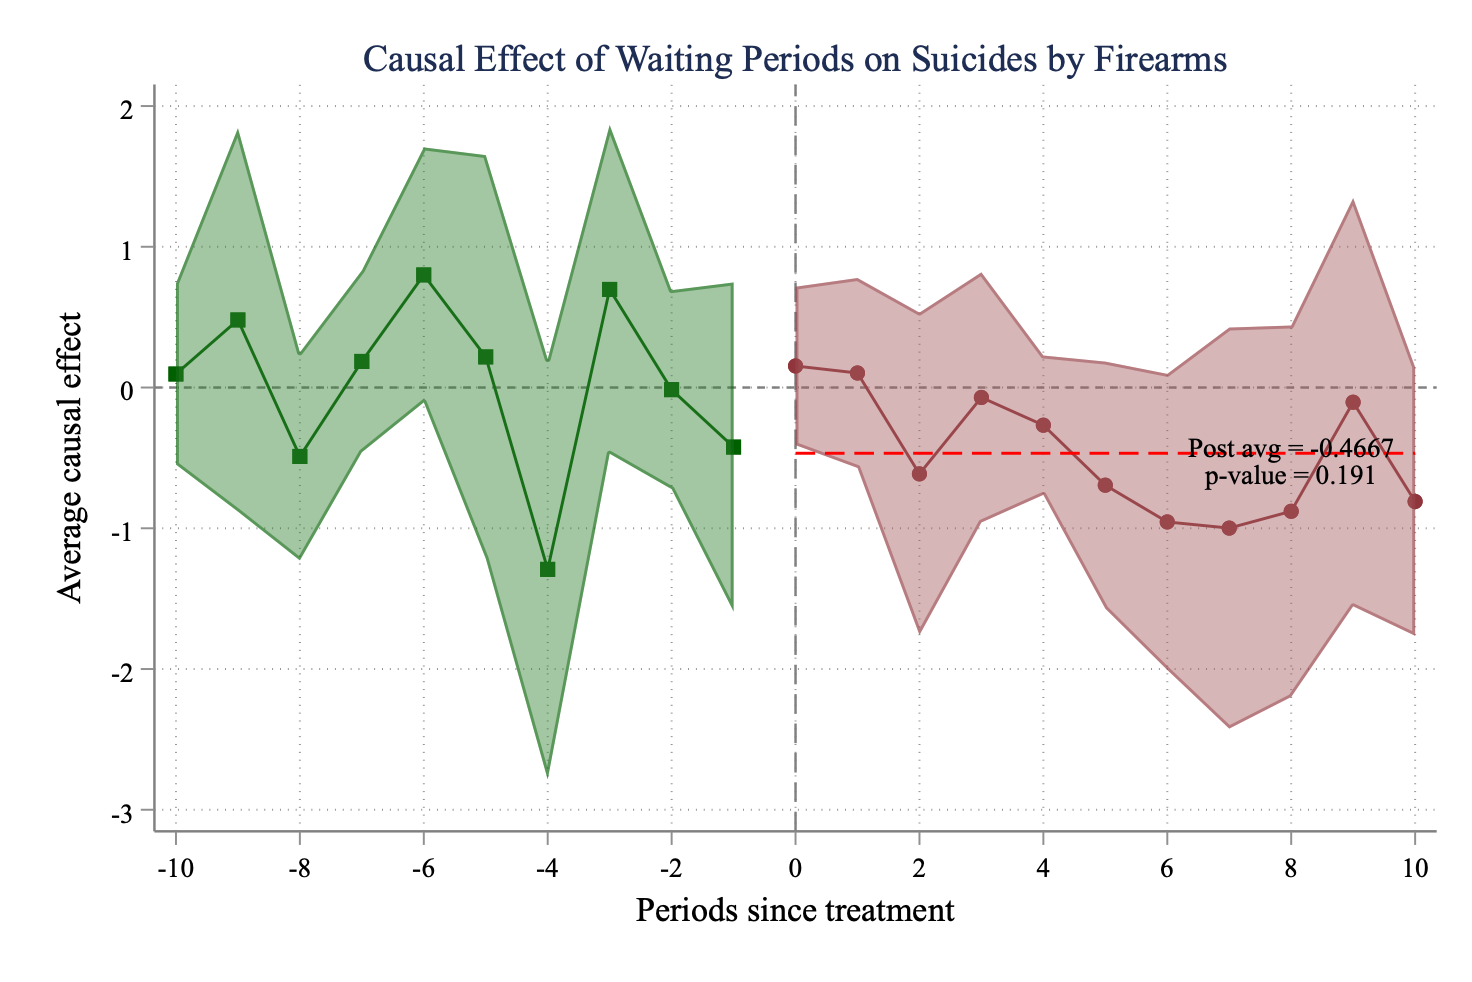 Causal Effect of Waiting Periods on Suicides by Firearms
2
1
0
-1
-2
-3
Average causal effect
Post avg = -0.4667
p-value = 0.191
-10 -8 -6 -4 -2 0 2 4 6 8 10
Periods since treatment